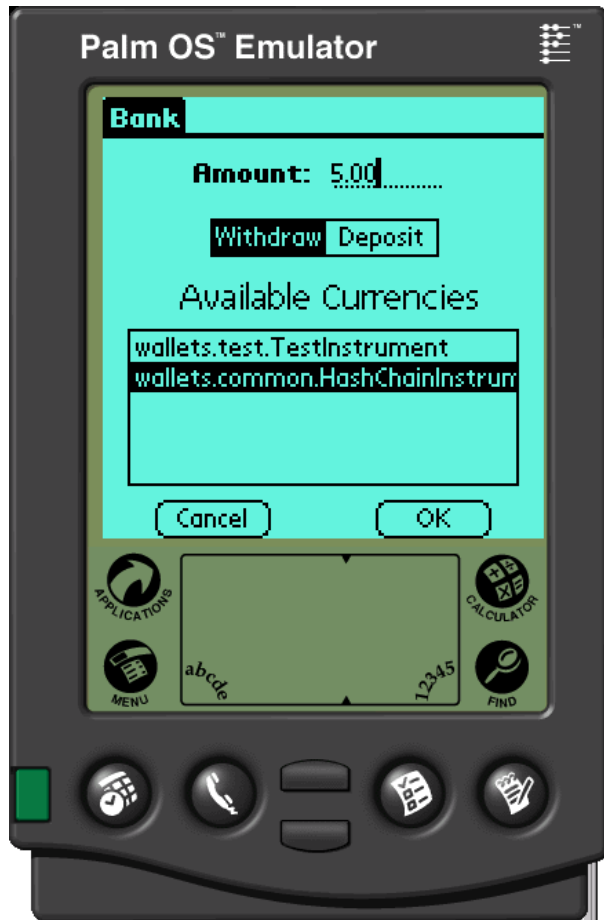 Palm OS™ Emulator
™
Bank
Amount: 5.00
Withdraw Deposit
Available Currencies
wallets.test.TestInstrument
wallets.common.HashChainInstrum
Cancel OK
APPLICATIONS
CALCULATOR
MENU
abcde
12345
FIND